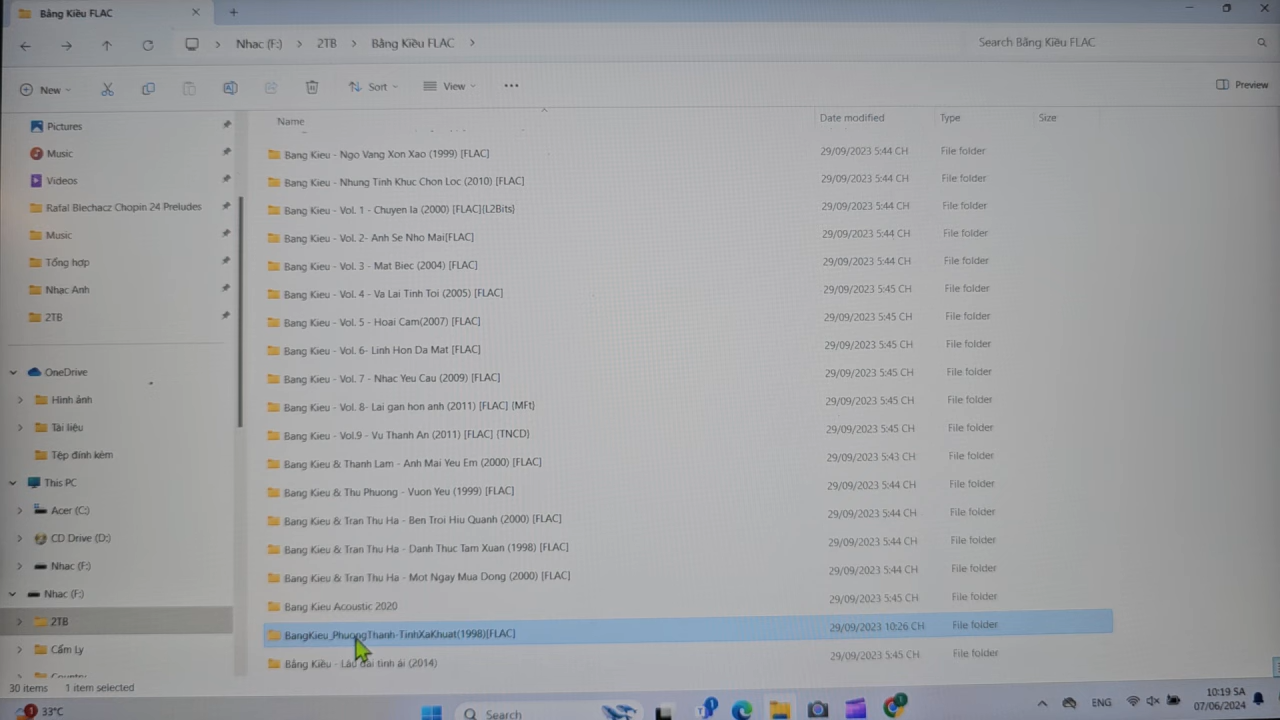 Bằng Kiều FLAC
Nhac (F:) 2TB Bằng Kiều FLAC Search Bằng Kiều FLAC
New Sort View Preview
Name Date modified Type Size
Pictures
Music
Videos
Rafal Blechacz Chopin 24 Preludes
Music
Tổng hợp
Nhạc Anh
2TB
OneDrive
Hình ảnh
Tài liệu
Tệp đính kèm
This PC
Acer (C:)
CD Drive (D:)
Nhac (F:)
Nhac (F:)
2TB
Cẩm Ly
Bang Kieu - Ngo Vang Xon Xao (1999) [FLAC] 29/09/2023 5:44 CH File folder
Bang Kieu - Nhung Tinh Khuc Chon Loc (2010) [FLAC] 29/09/2023 5:44 CH File folder
Bang Kieu - Vol. 1 - Chuyen la (2000) [FLAC]{L2Bits} 29/09/2023 5:44 CH File folder
Bang Kieu - Vol. 2- Anh Se Nho Mai[FLAC] 29/09/2023 5:44 CH File folder
Bang Kieu - Vol. 3 - Mat Biec (2004) [FLAC] 29/09/2023 5:44 CH File folder
Bang Kieu - Vol. 4 - Va Lai Tinh Toi (2005) [FLAC] 29/09/2023 5:45 CH File folder
Bang Kieu - Vol. 5 - Hoai Cam(2007) [FLAC] 29/09/2023 5:45 CH File folder
Bang Kieu - Vol. 6- Linh Hon Da Mat [FLAC] 29/09/2023 5:45 CH File folder
Bang Kieu - Vol. 7 - Nhac Yeu Cau (2009) [FLAC] 29/09/2023 5:45 CH File folder
Bang Kieu - Vol. 8- Lai gan hon anh (2011) [FLAC] {MFt} 29/09/2023 5:45 CH File folder
Bang Kieu - Vol.9 - Vu Thanh An (2011) [FLAC] {TNCD} 29/09/2023 5:45 CH File folder
Bang Kieu & Thanh Lam - Anh Mai Yeu Em (2000) [FLAC] 29/09/2023 5:43 CH File folder
Bang Kieu & Thu Phuong - Vuon Yeu (1999) [FLAC] 29/09/2023 5:44 CH File folder
Bang Kieu & Tran Thu Ha - Ben Troi Hiu Quanh (2000) [FLAC] 29/09/2023 5:44 CH File folder
Bang Kieu & Tran Thu Ha - Danh Thuc Tam Xuan (1998) [FLAC] 29/09/2023 5:44 CH File folder
Bang Kieu & Tran Thu Ha - Mot Ngay Mua Dong (2000) [FLAC] 29/09/2023 5:44 CH File folder
Bang Kieu Acoustic 2020 29/09/2023 5:45 CH File folder
BangKieu_PhuongThanh-TinhXaKhuat(1998)[FLAC] 29/09/2023 10:26 CH File folder
Bằng Kiều - Lâu đài tình ái (2014) 29/09/2023 5:45 CH File folder
30 items 1 item selected
33°C Search ENG 10:19 SA
07/06/2024